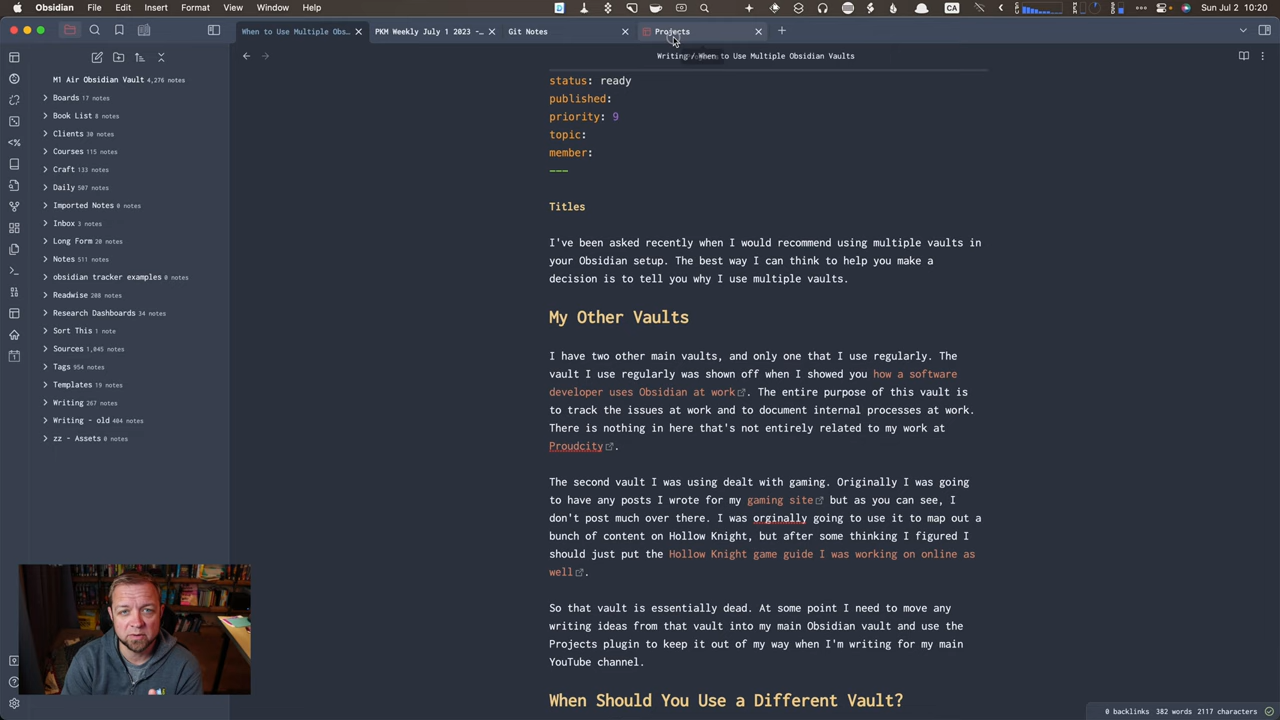 Obsidian File Edit Insert Format View Window Help
CA
Sun Jul 2 10:20
When to Use Multiple Obs...
PKM Weekly July 1 2023 -...
Git Notes
Projects
Writing / When to Use Multiple Obsidian Vaults
M1 Air Obsidian Vault 4,276 notes
Boards 17 notes
Book List 8 notes
Clients 30 notes
Courses 115 notes
Craft 133 notes
Daily 507 notes
Imported Notes 0 notes
Inbox 3 notes
Long Form 20 notes
Notes 511 notes
obsidian tracker examples 0 notes
Readwise 208 notes
Research Dashboards 34 notes
Sort This 1 note
Sources 1,045 notes
Tags 954 notes
Templates 19 notes
Writing 267 notes
Writing - old 404 notes
zz - Assets 0 notes
status: ready
published:
priority: 9
topic:
member:
---
Titles
I've been asked recently when I would recommend using multiple vaults in
your Obsidian setup. The best way I can think to help you make a
decision is to tell you why I use multiple vaults.
My Other Vaults
I have two other main vaults, and only one that I use regularly. The
vault I use regularly was shown off when I showed you how a software
developer uses Obsidian at work. The entire purpose of this vault is
to track the issues at work and to document internal processes at work.
There is nothing in here that's not entirely related to my work at
Proudcity.
The second vault I was using dealt with gaming. Originally I was going
to have any posts I wrote for my gaming site but as you can see, I
don't post much over there. I was orginally going to use it to map out a
bunch of content on Hollow Knight, but after some thinking I figured I
should just put the Hollow Knight game guide I was working on online as
well.
So that vault is essentially dead. At some point I need to move any
writing ideas from that vault into my main Obsidian vault and use the
Projects plugin to keep it out of my way when I'm writing for my main
YouTube channel.
When Should You Use a Different Vault?
0 backlinks 382 words 2117 characters